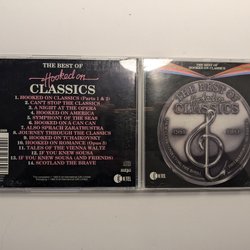 THE BEST OF
Hooked on
CLASSICS
1. HOOKED ON CLASSICS (Parts 1 & 2)
2. CAN'T STOP THE CLASSICS
3. A NIGHT AT THE OPERA
4. HOOKED ON AMERICA
5. SYMPHONY OF THE SEAS
6. HOOKED ON A CAN CAN
7. ALSO SPRACH ZARATHUSTRA
8. JOURNEY THROUGH THE CLASSICS
9. HOOKED ON TCHAIKOVSKY
10. HOOKED ON ROMANCE (Opus 3)
11. TALES OF THE VIENNA WALTZ
12. IF YOU KNEW SOUSA
13. IF YOU KNEW SOUSA (AND FRIENDS)
14. SCOTLAND THE BRAVE
THE BEST OF
HOOKED ON CLASSICS
THE BEST OF
Hooked on
CLASSICS